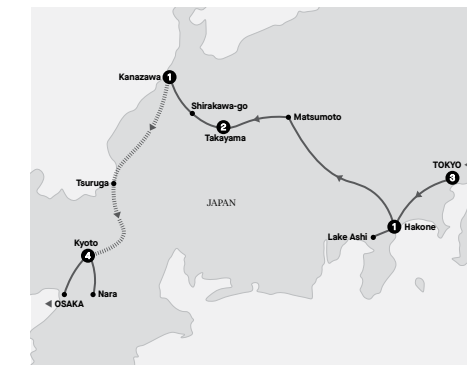 Kanazawa 1
Shirakawa-go
2
Takayama
Matsumoto
TOKYO
3
Tsuruga
JAPAN
1 Hakone
Lake Ashi
Kyoto
4
Nara
OSAKA